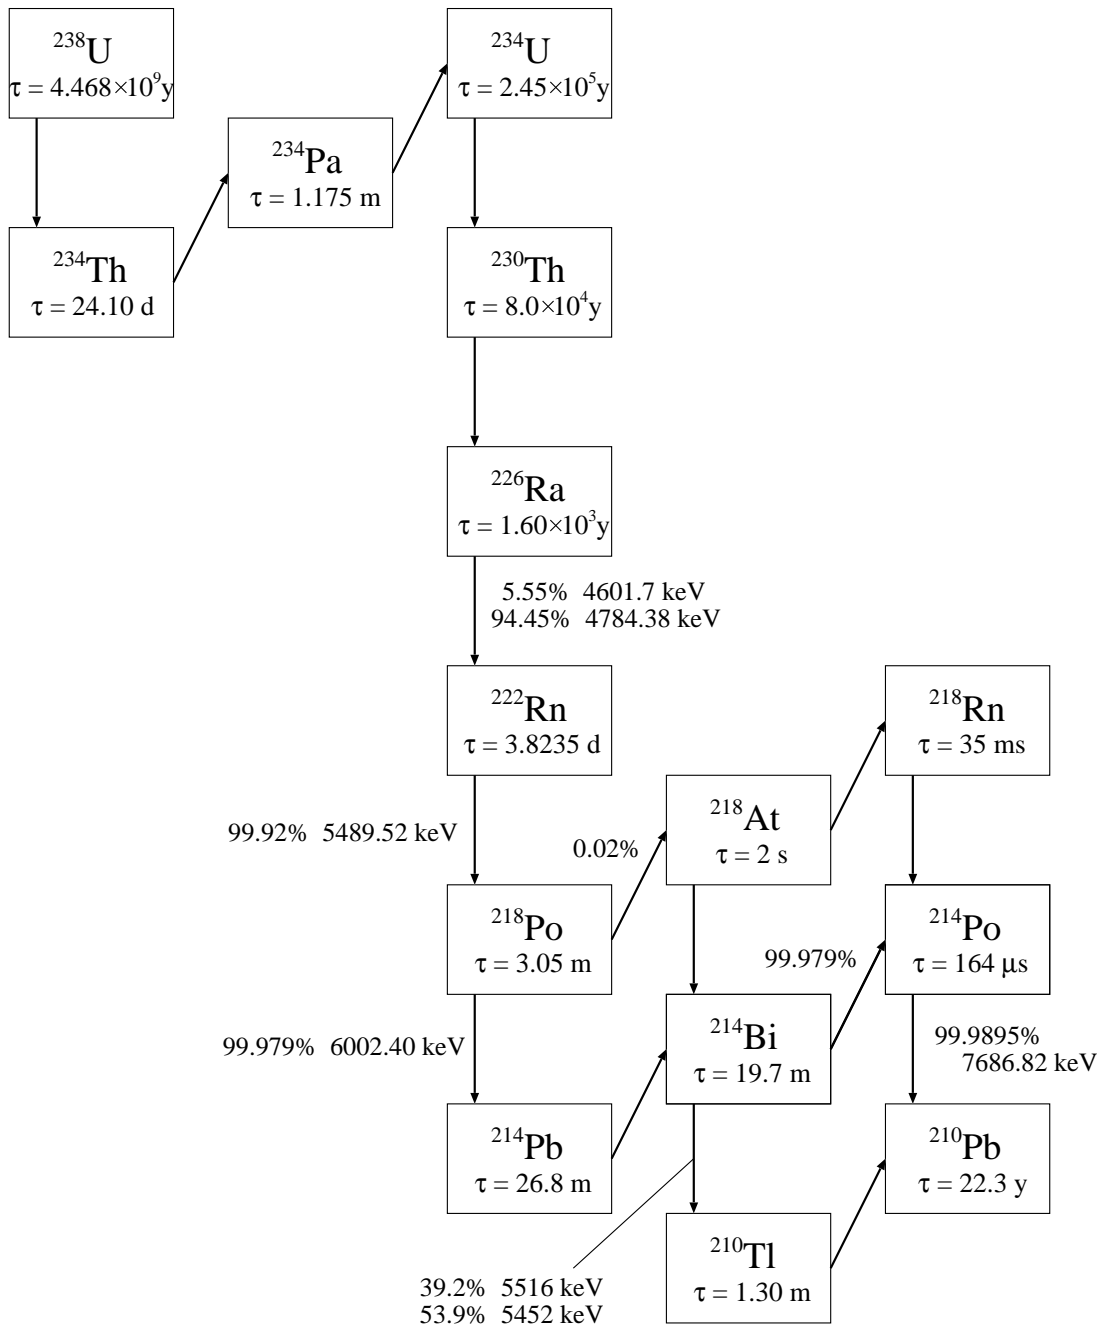 ²³⁸U
τ = 4.468×10⁹y
²³⁴U
τ = 2.45×10⁵y
²³⁴Pa
τ = 1.175 m
²³⁴Th
τ = 24.10 d
²³⁰Th
τ = 8.0×10⁴y
²²⁶Ra
τ = 1.60×10³y
5.55% 4601.7 keV
94.45% 4784.38 keV
²²²Rn
τ = 3.8235 d
²¹⁸Rn
τ = 35 ms
²¹⁸At
τ = 2 s
99.92% 5489.52 keV
0.02%
²¹⁸Po
τ = 3.05 m
²¹⁴Po
τ = 164 μs
99.979%
²¹⁴Bi
τ = 19.7 m
99.979% 6002.40 keV
99.9895%
7686.82 keV
²¹⁴Pb
τ = 26.8 m
²¹⁰Pb
τ = 22.3 y
²¹⁰Tl
τ = 1.30 m
39.2% 5516 keV
53.9% 5452 keV